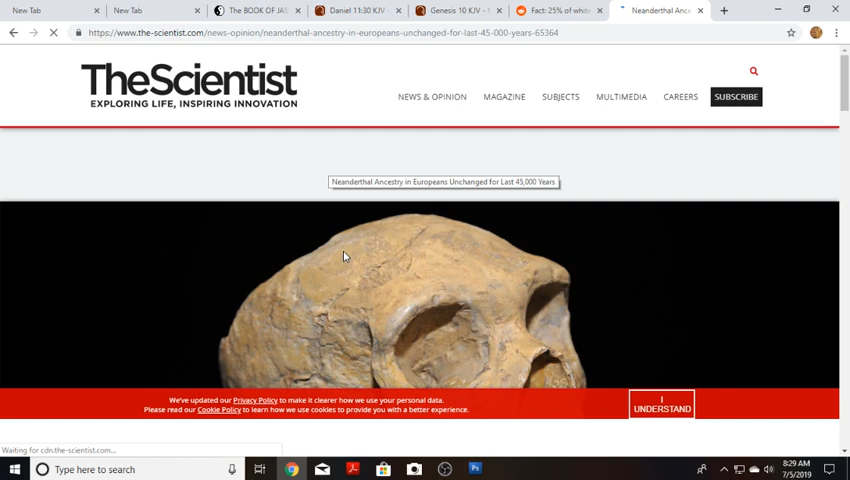 New Tab
New Tab
The BOOK OF JAS
Daniel 11:30 KJV -
Genesis 10 KJV -
Fact: 25% of white
Neanderthal Ance
https://www.the-scientist.com/news-opinion/neanderthal-ancestry-in-europeans-unchanged-for-last-45-000-years-65364
TheScientist
EXPLORING LIFE, INSPIRING INNOVATION
NEWS & OPINION
MAGAZINE
SUBJECTS
MULTIMEDIA
CAREERS
SUBSCRIBE
Neanderthal Ancestry in Europeans Unchanged for Last 45,000 Years
We've updated our Privacy Policy to make it clearer how we use your personal data.
Please read our Cookie Policy to learn how we use cookies to provide you with a better experience.
I
UNDERSTAND
Waiting for cdn.the-scientist.com...
Type here to search
Ps
8:29 AM
7/5/2019